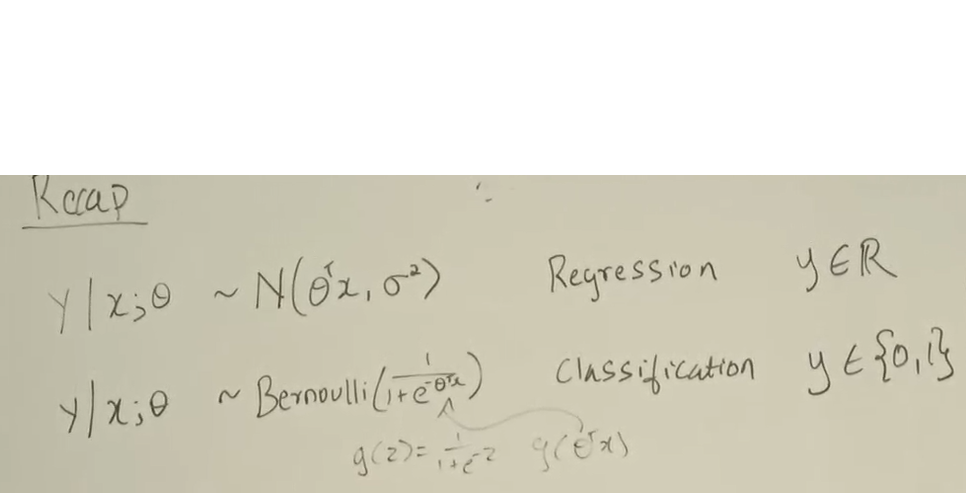 Recap
y|x;θ ~ N(θᵀx, σ²) Regression y∈ℝ
y|x;θ ~ Bernoulli(1/(1+e^(-θᵀx))) Classification y∈{0,1}
g(z)= 1/(1+e^-z) g(θᵀx)